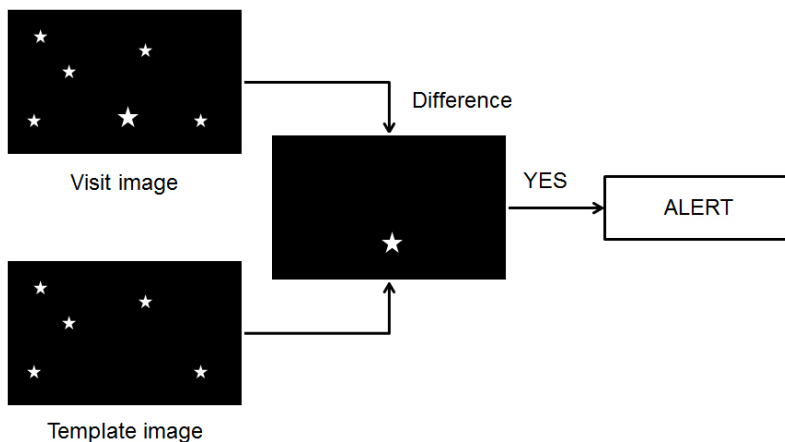 Visit image
Difference
YES
ALERT
Template image